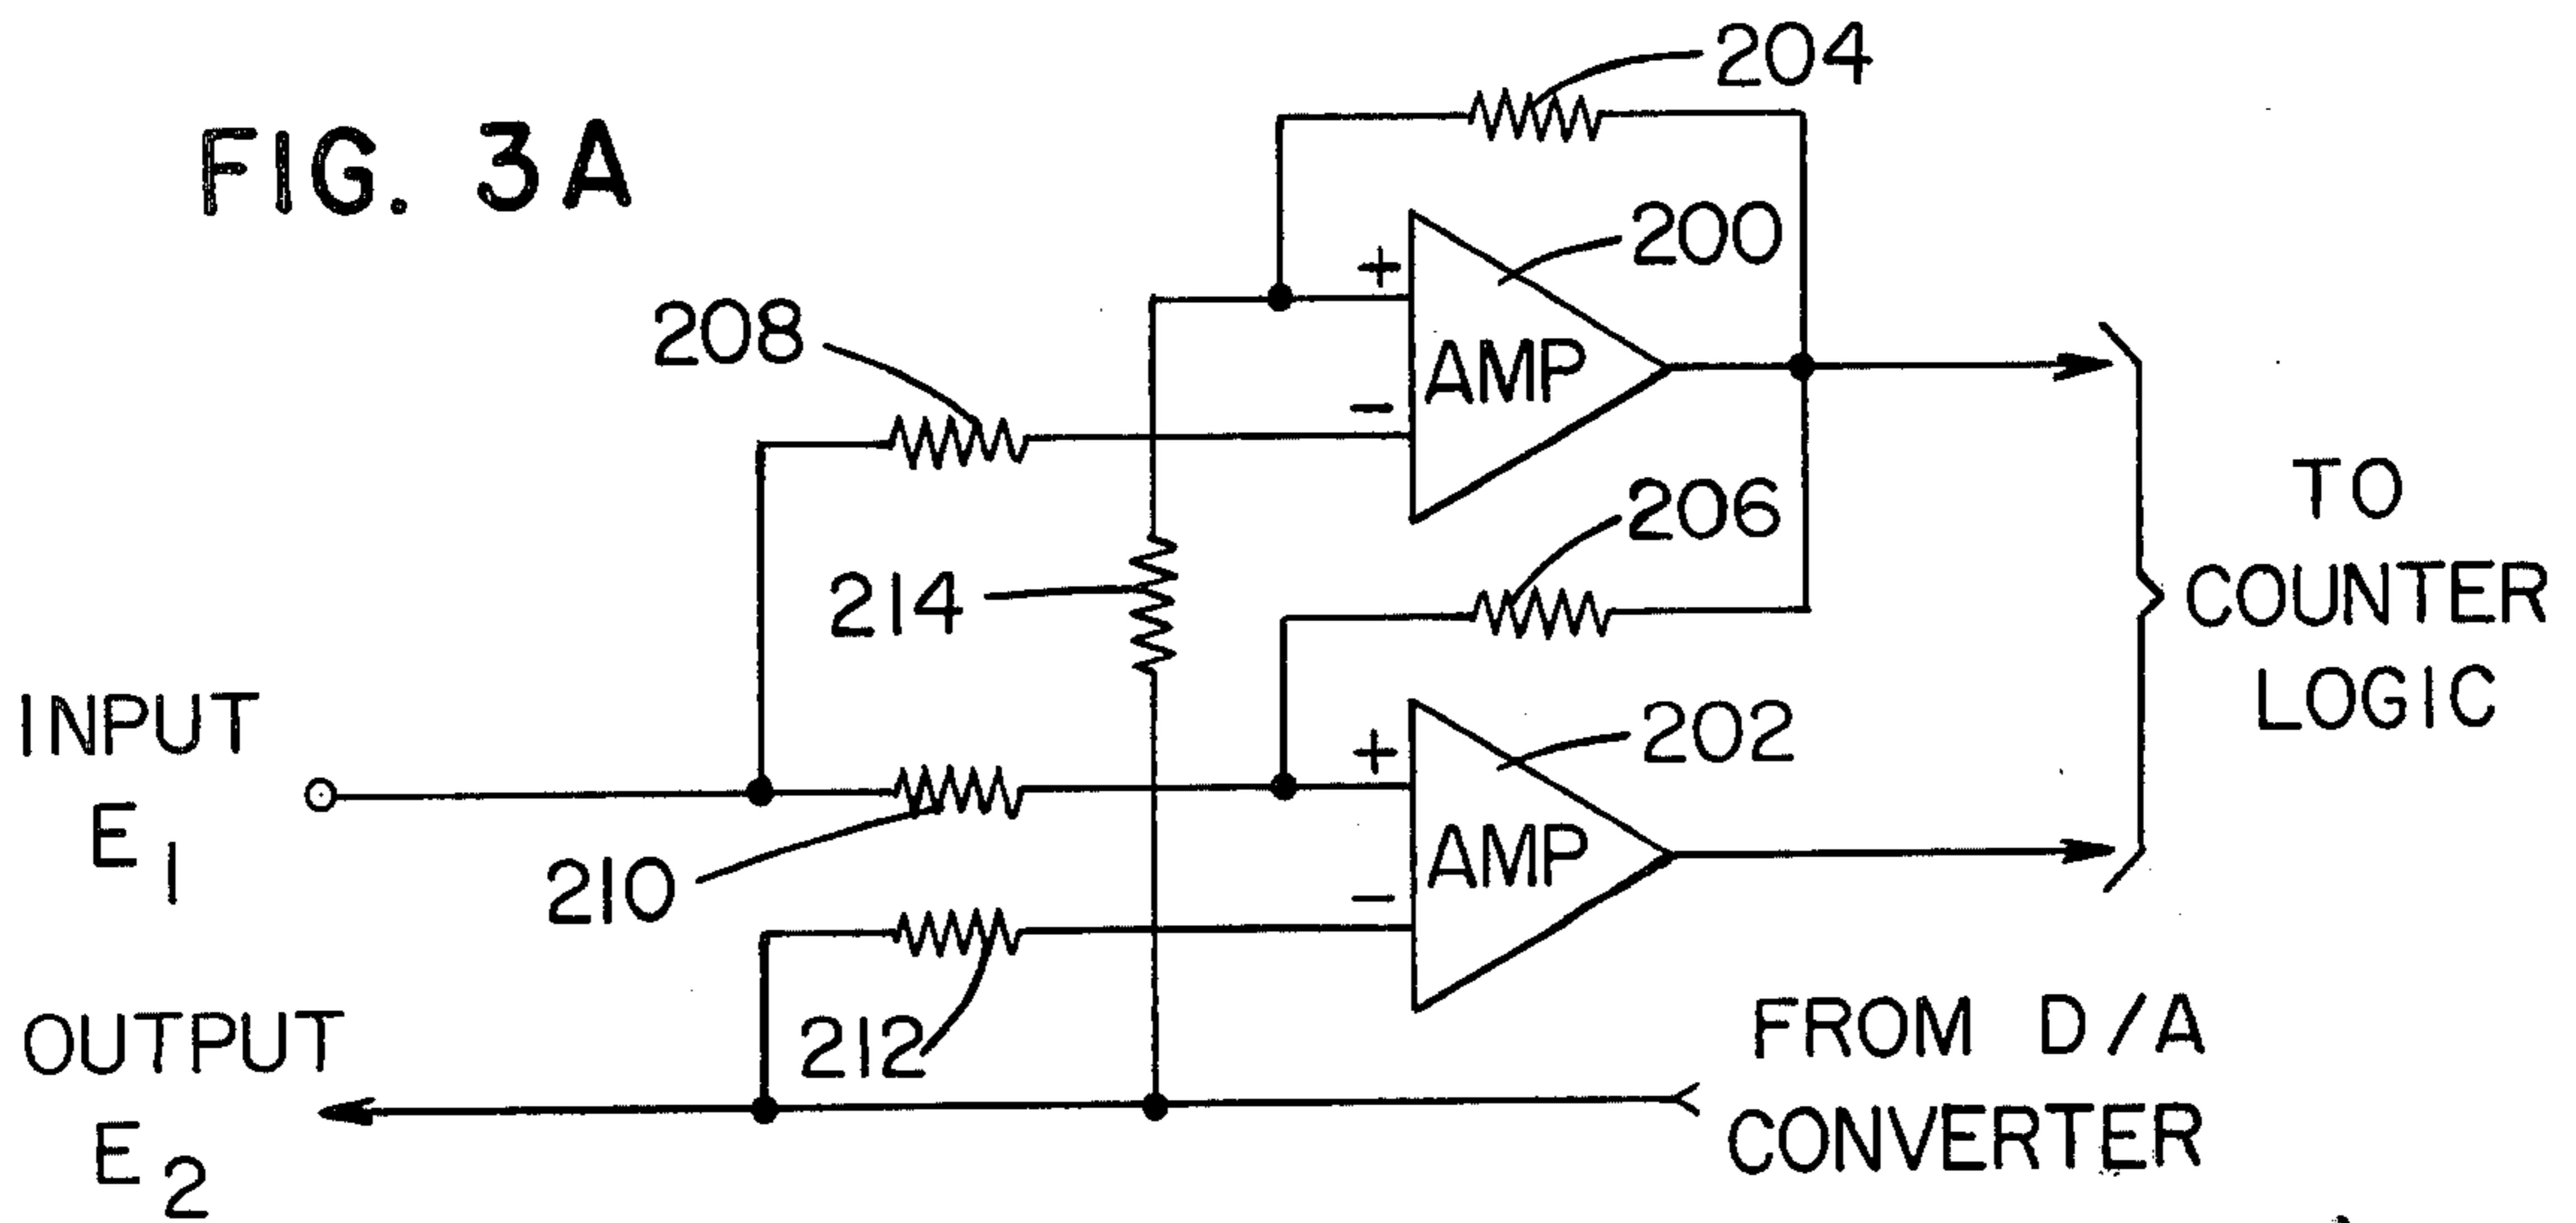 FIG. 3A
204
200
208
+
AMP
−
206
214
TO
COUNTER
LOGIC
INPUT
E1
202
+
AMP
−
210
212
OUTPUT
E2
FROM D/A
CONVERTER